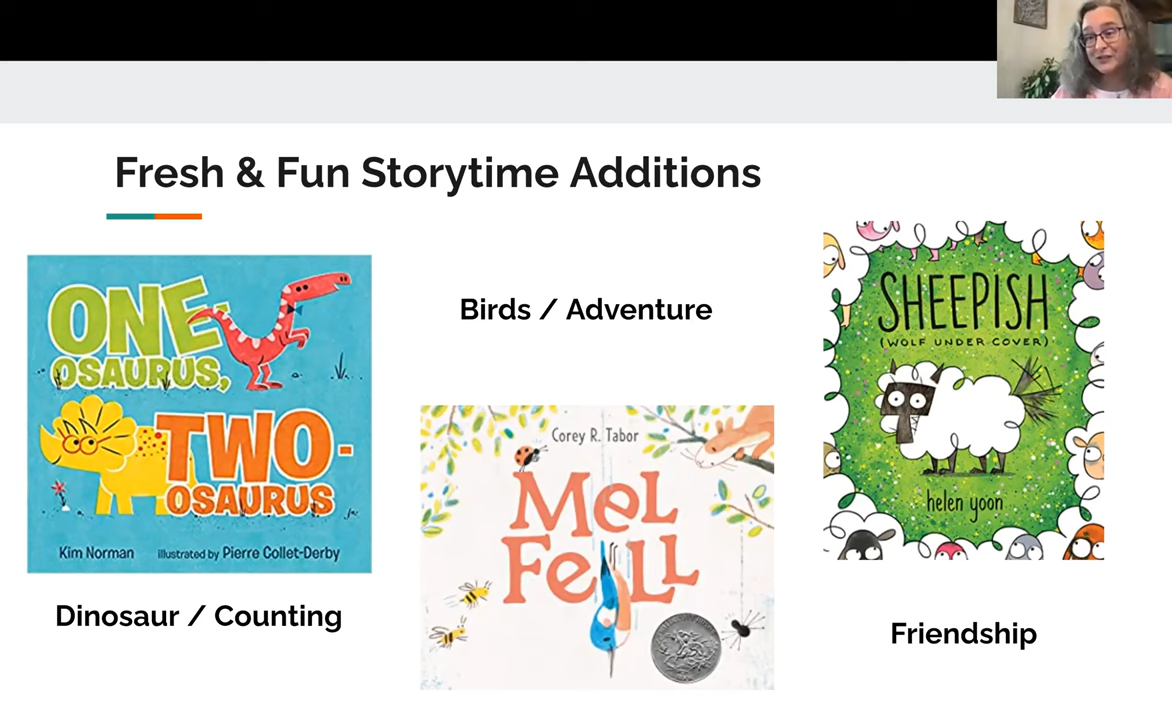 Fresh & Fun Storytime Additions
ONE-
OSAURUS,
TWO-
OSAURUS
Kim Norman illustrated by Pierre Collet-Derby
Dinosaur / Counting
Birds / Adventure
Corey R. Tabor
MeL
FeLL
SHEEPISH
(WOLF UNDER COVER)
helen yoon
Friendship